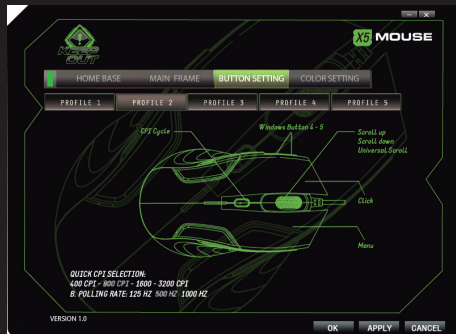 KEEP
OUT
X5 MOUSE
HOME BASE
MAIN FRAME
BUTTON SETTING
COLOR SETTING
PROFILE 1
PROFILE 2
PROFILE 3
PROFILE 4
PROFILE 5
CPI Cycle
Windows Button 4 - 5
Scroll up
Scroll down
Universal Scroll
Click
Menu
QUICK CPI SELECTION:
400 CPI - 800 CPI - 1600 - 3200 CPI
B. POLLING RATE: 125 HZ 500 HZ 1000 HZ
VERSION 1.0
OK
APPLY
CANCEL